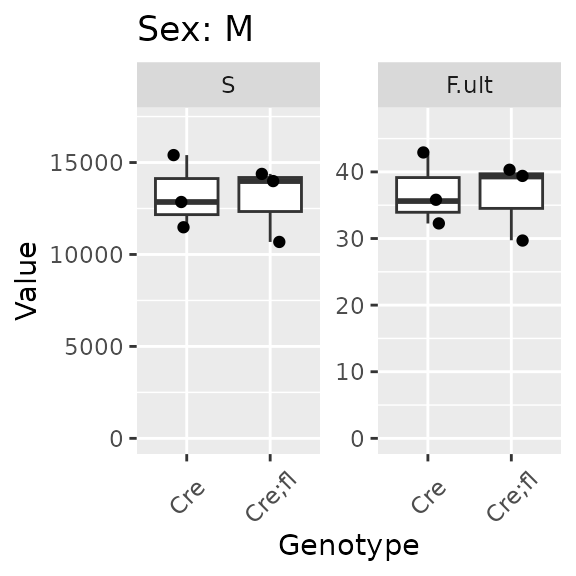 Sex: M
S
F.ult
Value
15000
10000
5000
0
40
30
20
10
0
Cre
Cre;fl
Cre
Cre;fl
Genotype